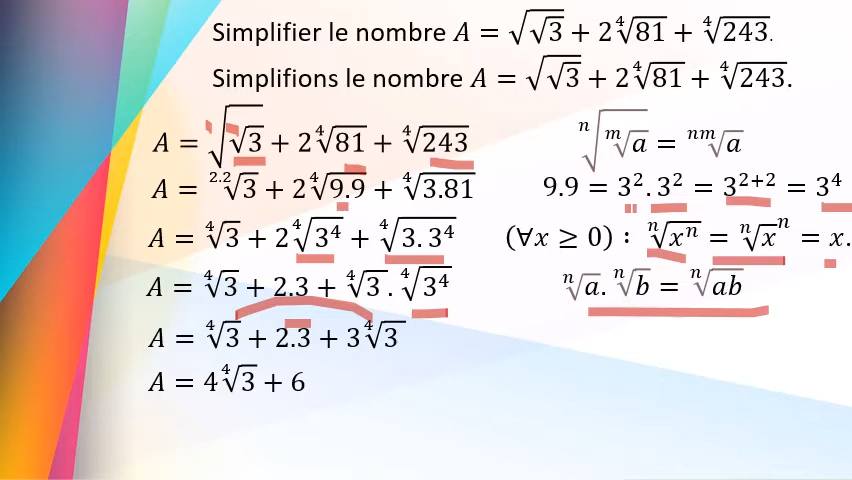 Simplifier le nombre A = √√3 + 2∜81 + ∜243.
Simplifions le nombre A = √√3 + 2∜81 + ∜243.
A = √√3 + 2∜81 + ∜243    ⁿ√(ᵐ√a) = ⁿᵐ√a
A = ²·²√3 + 2∜(9.9) + ∜(3.81)    9.9 = 3². 3² = 3²⁺² = 3⁴
A = ∜3 + 2∜(3⁴) + ∜(3. 3⁴)    (∀x ≥ 0) : ⁿ√(xⁿ) = (ⁿ√x)ⁿ = x.
A = ∜3 + 2.3 + ∜3 . ∜(3⁴)    ⁿ√a. ⁿ√b = ⁿ√(ab)
A = ∜3 + 2.3 + 3∜3
A = 4∜3 + 6